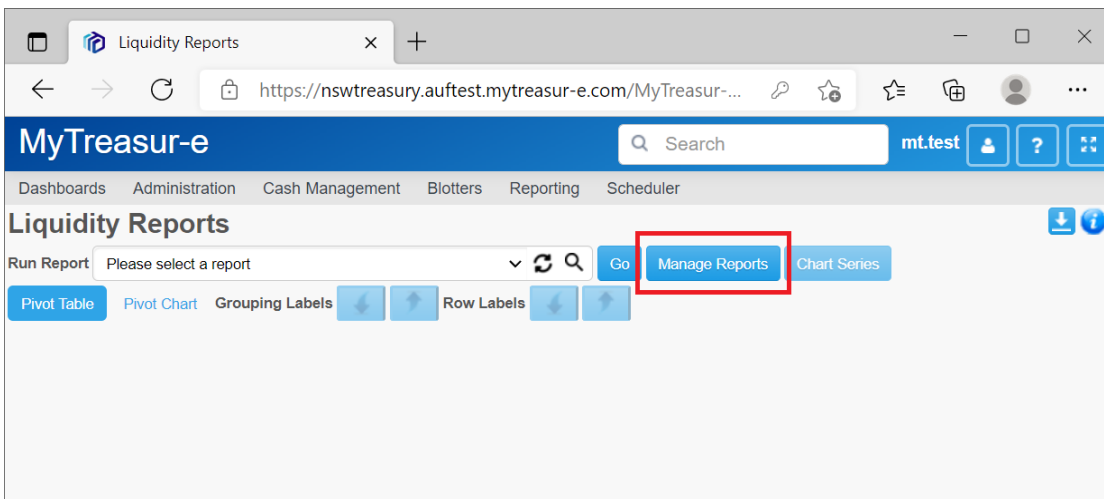 Liquidity Reports
https://nswtreasury.auftest.mytreasur-e.com/MyTreasur-...
MyTreasur-e
Search
mt.test
?
Dashboards Administration Cash Management Blotters Reporting Scheduler
Liquidity Reports
i
Run Report Please select a report Go Manage Reports Chart Series
Pivot Table Pivot Chart Grouping Labels Row Labels